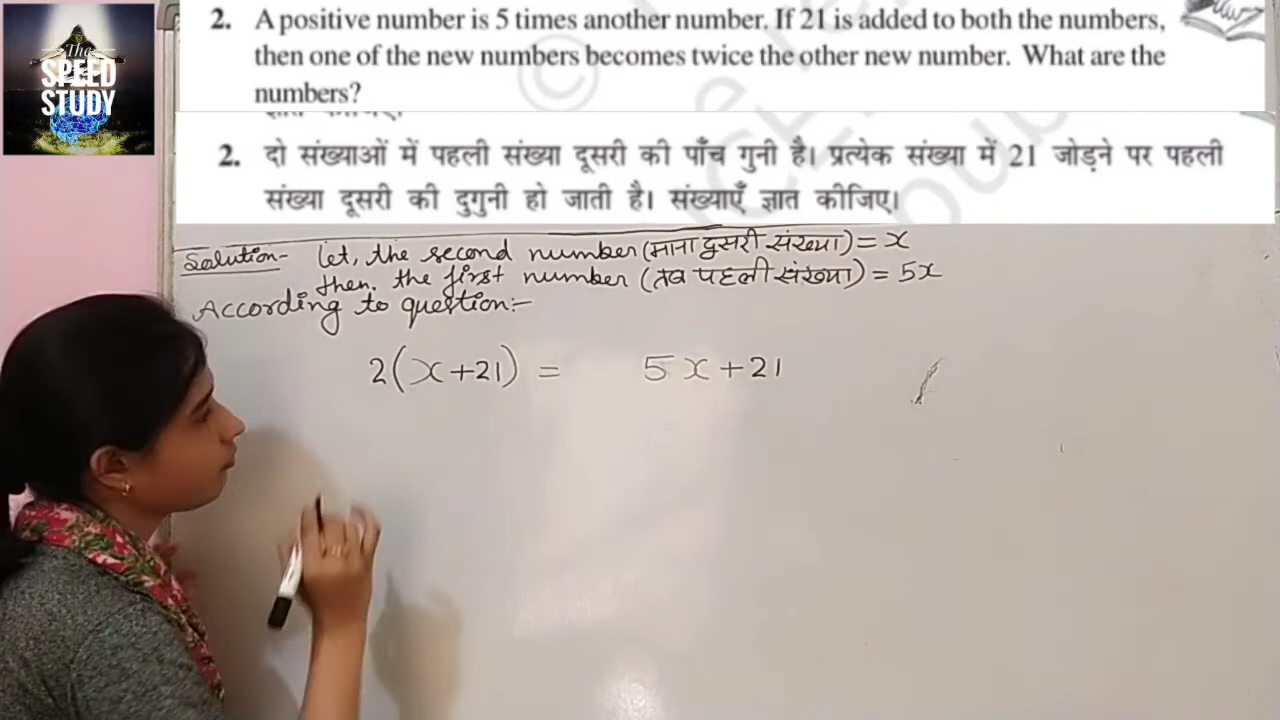 The
SPEED
STUDY
2. A positive number is 5 times another number. If 21 is added to both the numbers,
then one of the new numbers becomes twice the other new number. What are the
numbers?
2. दो संख्याओं में पहली संख्या दूसरी की पाँच गुनी है। प्रत्येक संख्या में 21 जोड़ने पर पहली
संख्या दूसरी की दुगुनी हो जाती है। संख्याएँ ज्ञात कीजिए।
Solution- Let, the second number (माना दुसरी संख्या) = x
then, the first number (तब पहली संख्या) = 5x
According to question:-
2(x+21) = 5x+21